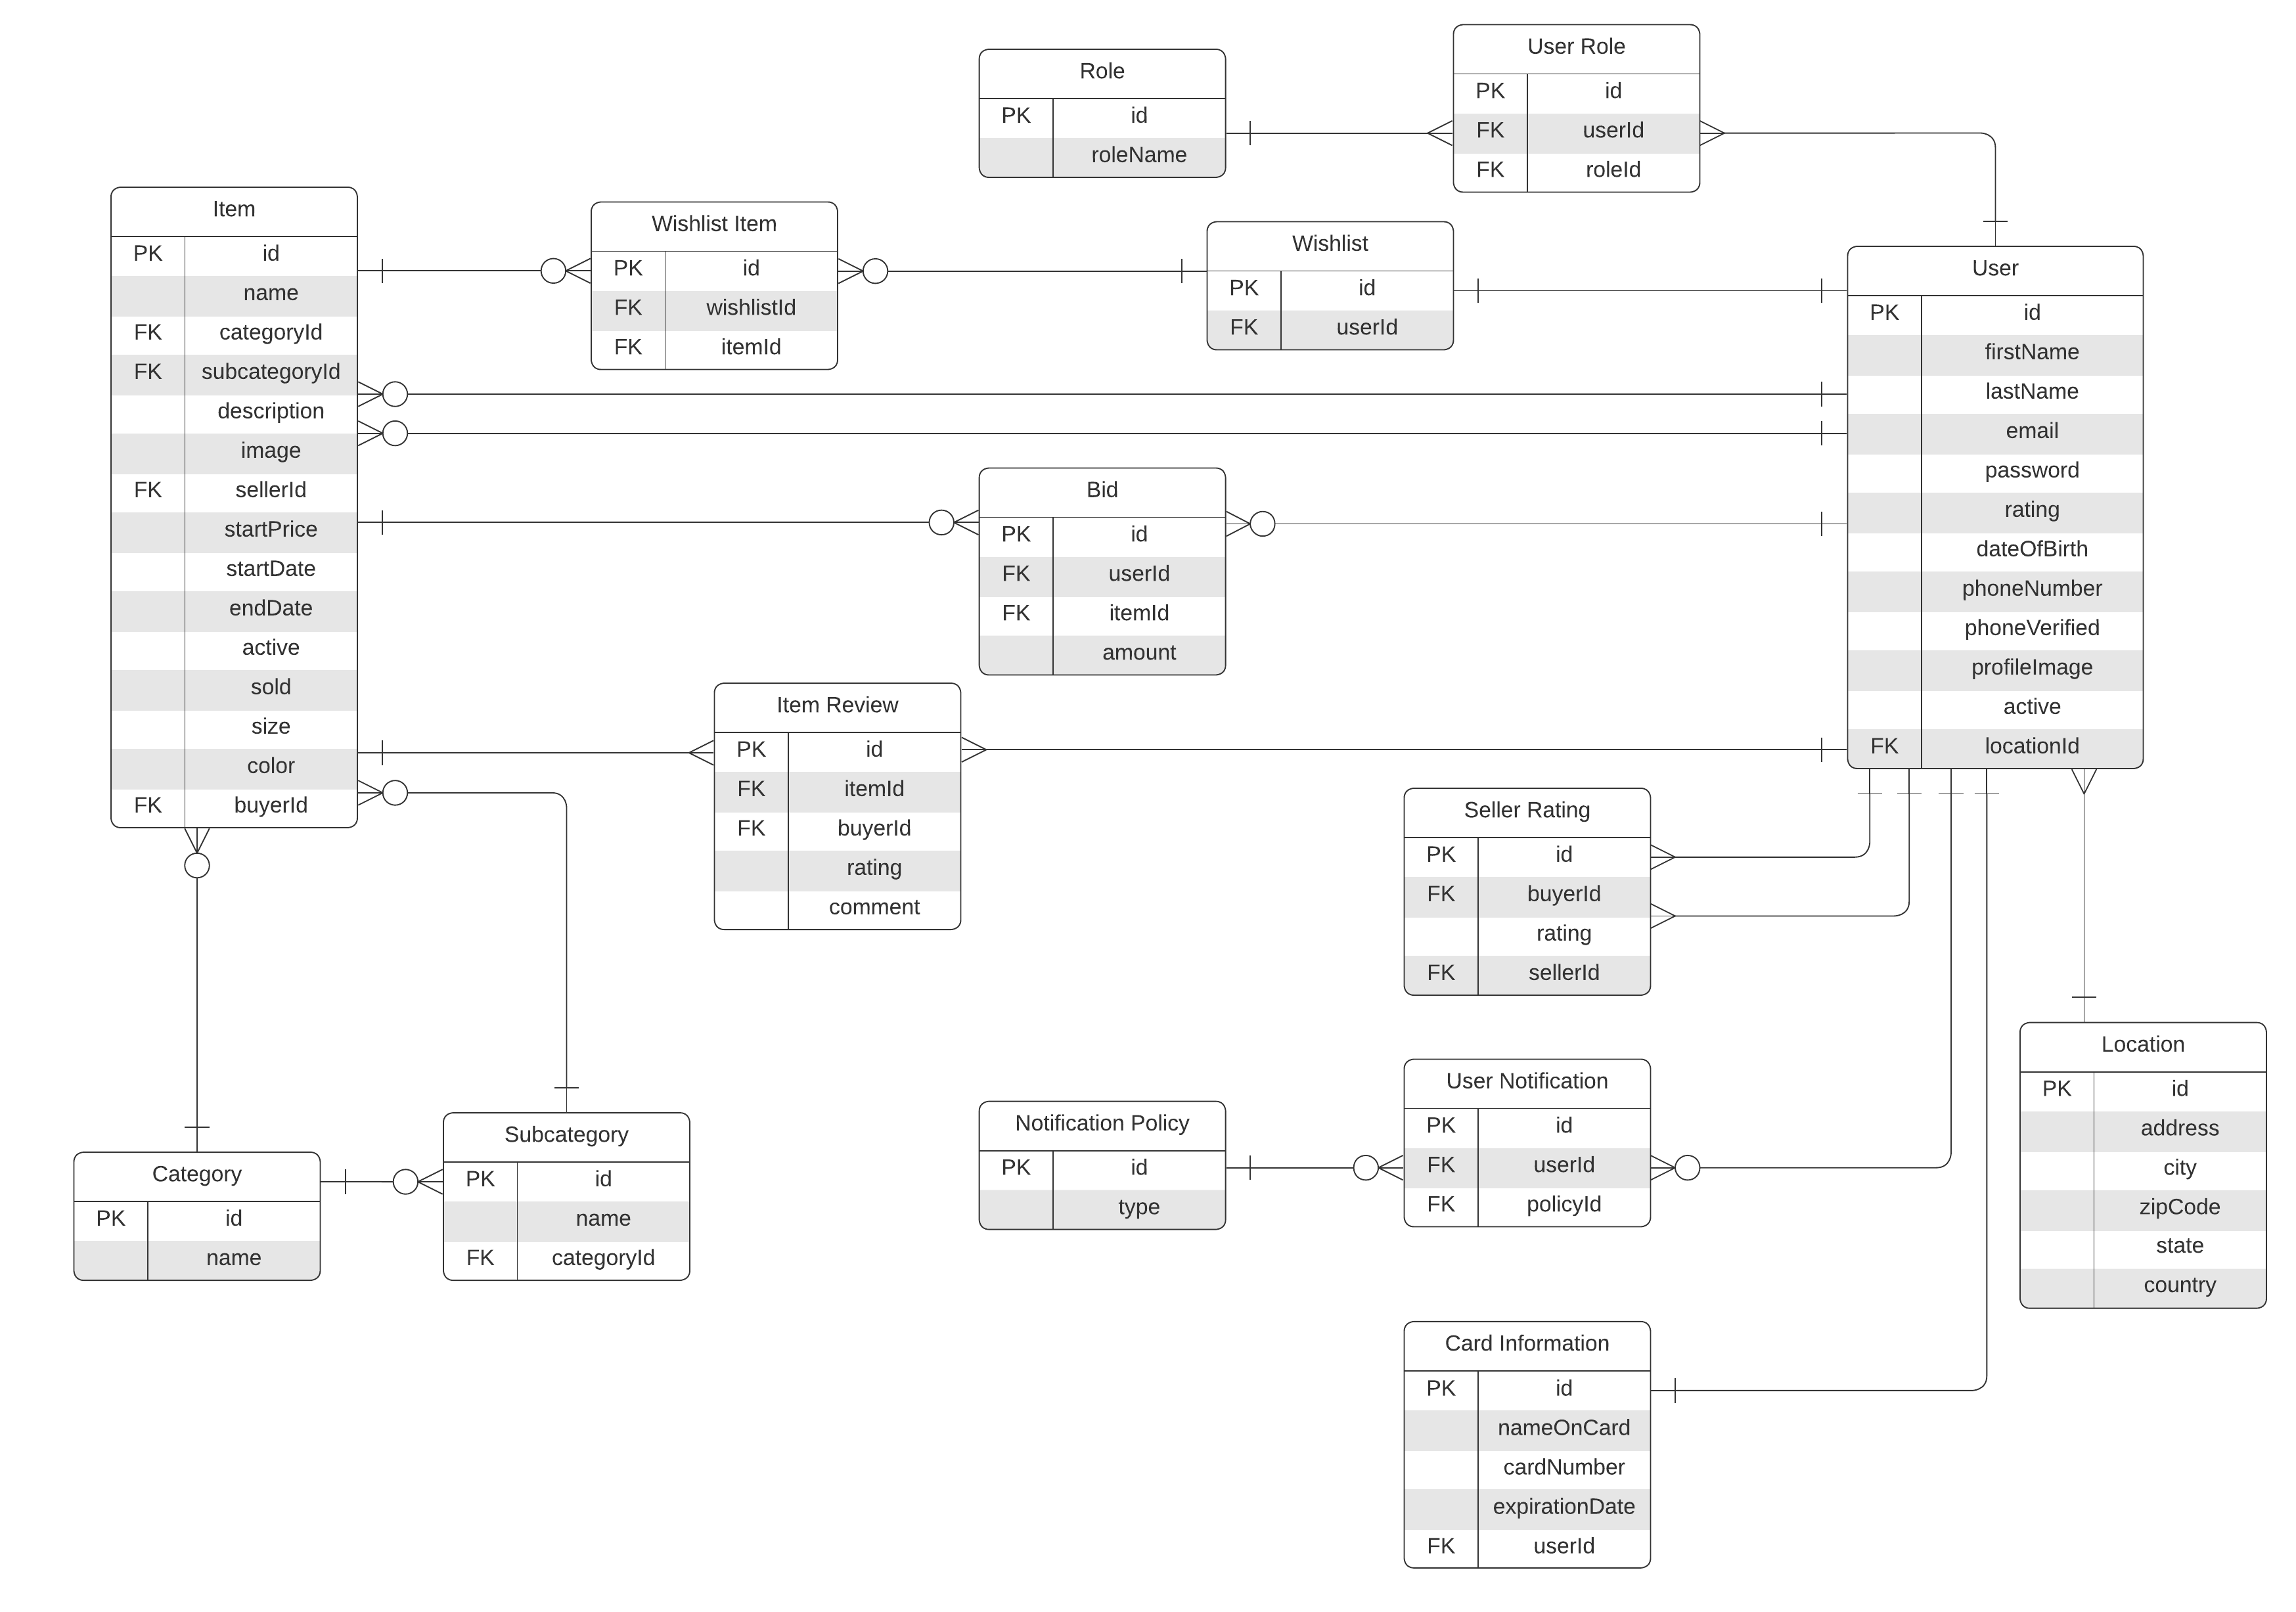 Role
PK id
roleName
User Role
PK id
FK userId
FK roleId
Item
PK id
name
FK categoryId
FK subcategoryId
description
image
FK sellerId
startPrice
startDate
endDate
active
sold
size
color
FK buyerId
Wishlist Item
PK id
FK wishlistId
FK itemId
Wishlist
PK id
FK userId
User
PK id
firstName
lastName
email
password
rating
dateOfBirth
phoneNumber
phoneVerified
profileImage
active
FK locationId
Bid
PK id
FK userId
FK itemId
amount
Item Review
PK id
FK itemId
FK buyerId
rating
comment
Seller Rating
PK id
FK buyerId
rating
FK sellerId
Category
PK id
name
Subcategory
PK id
name
FK categoryId
Notification Policy
PK id
type
User Notification
PK id
FK userId
FK policyId
Location
PK id
address
city
zipCode
state
country
Card Information
PK id
nameOnCard
cardNumber
expirationDate
FK userId